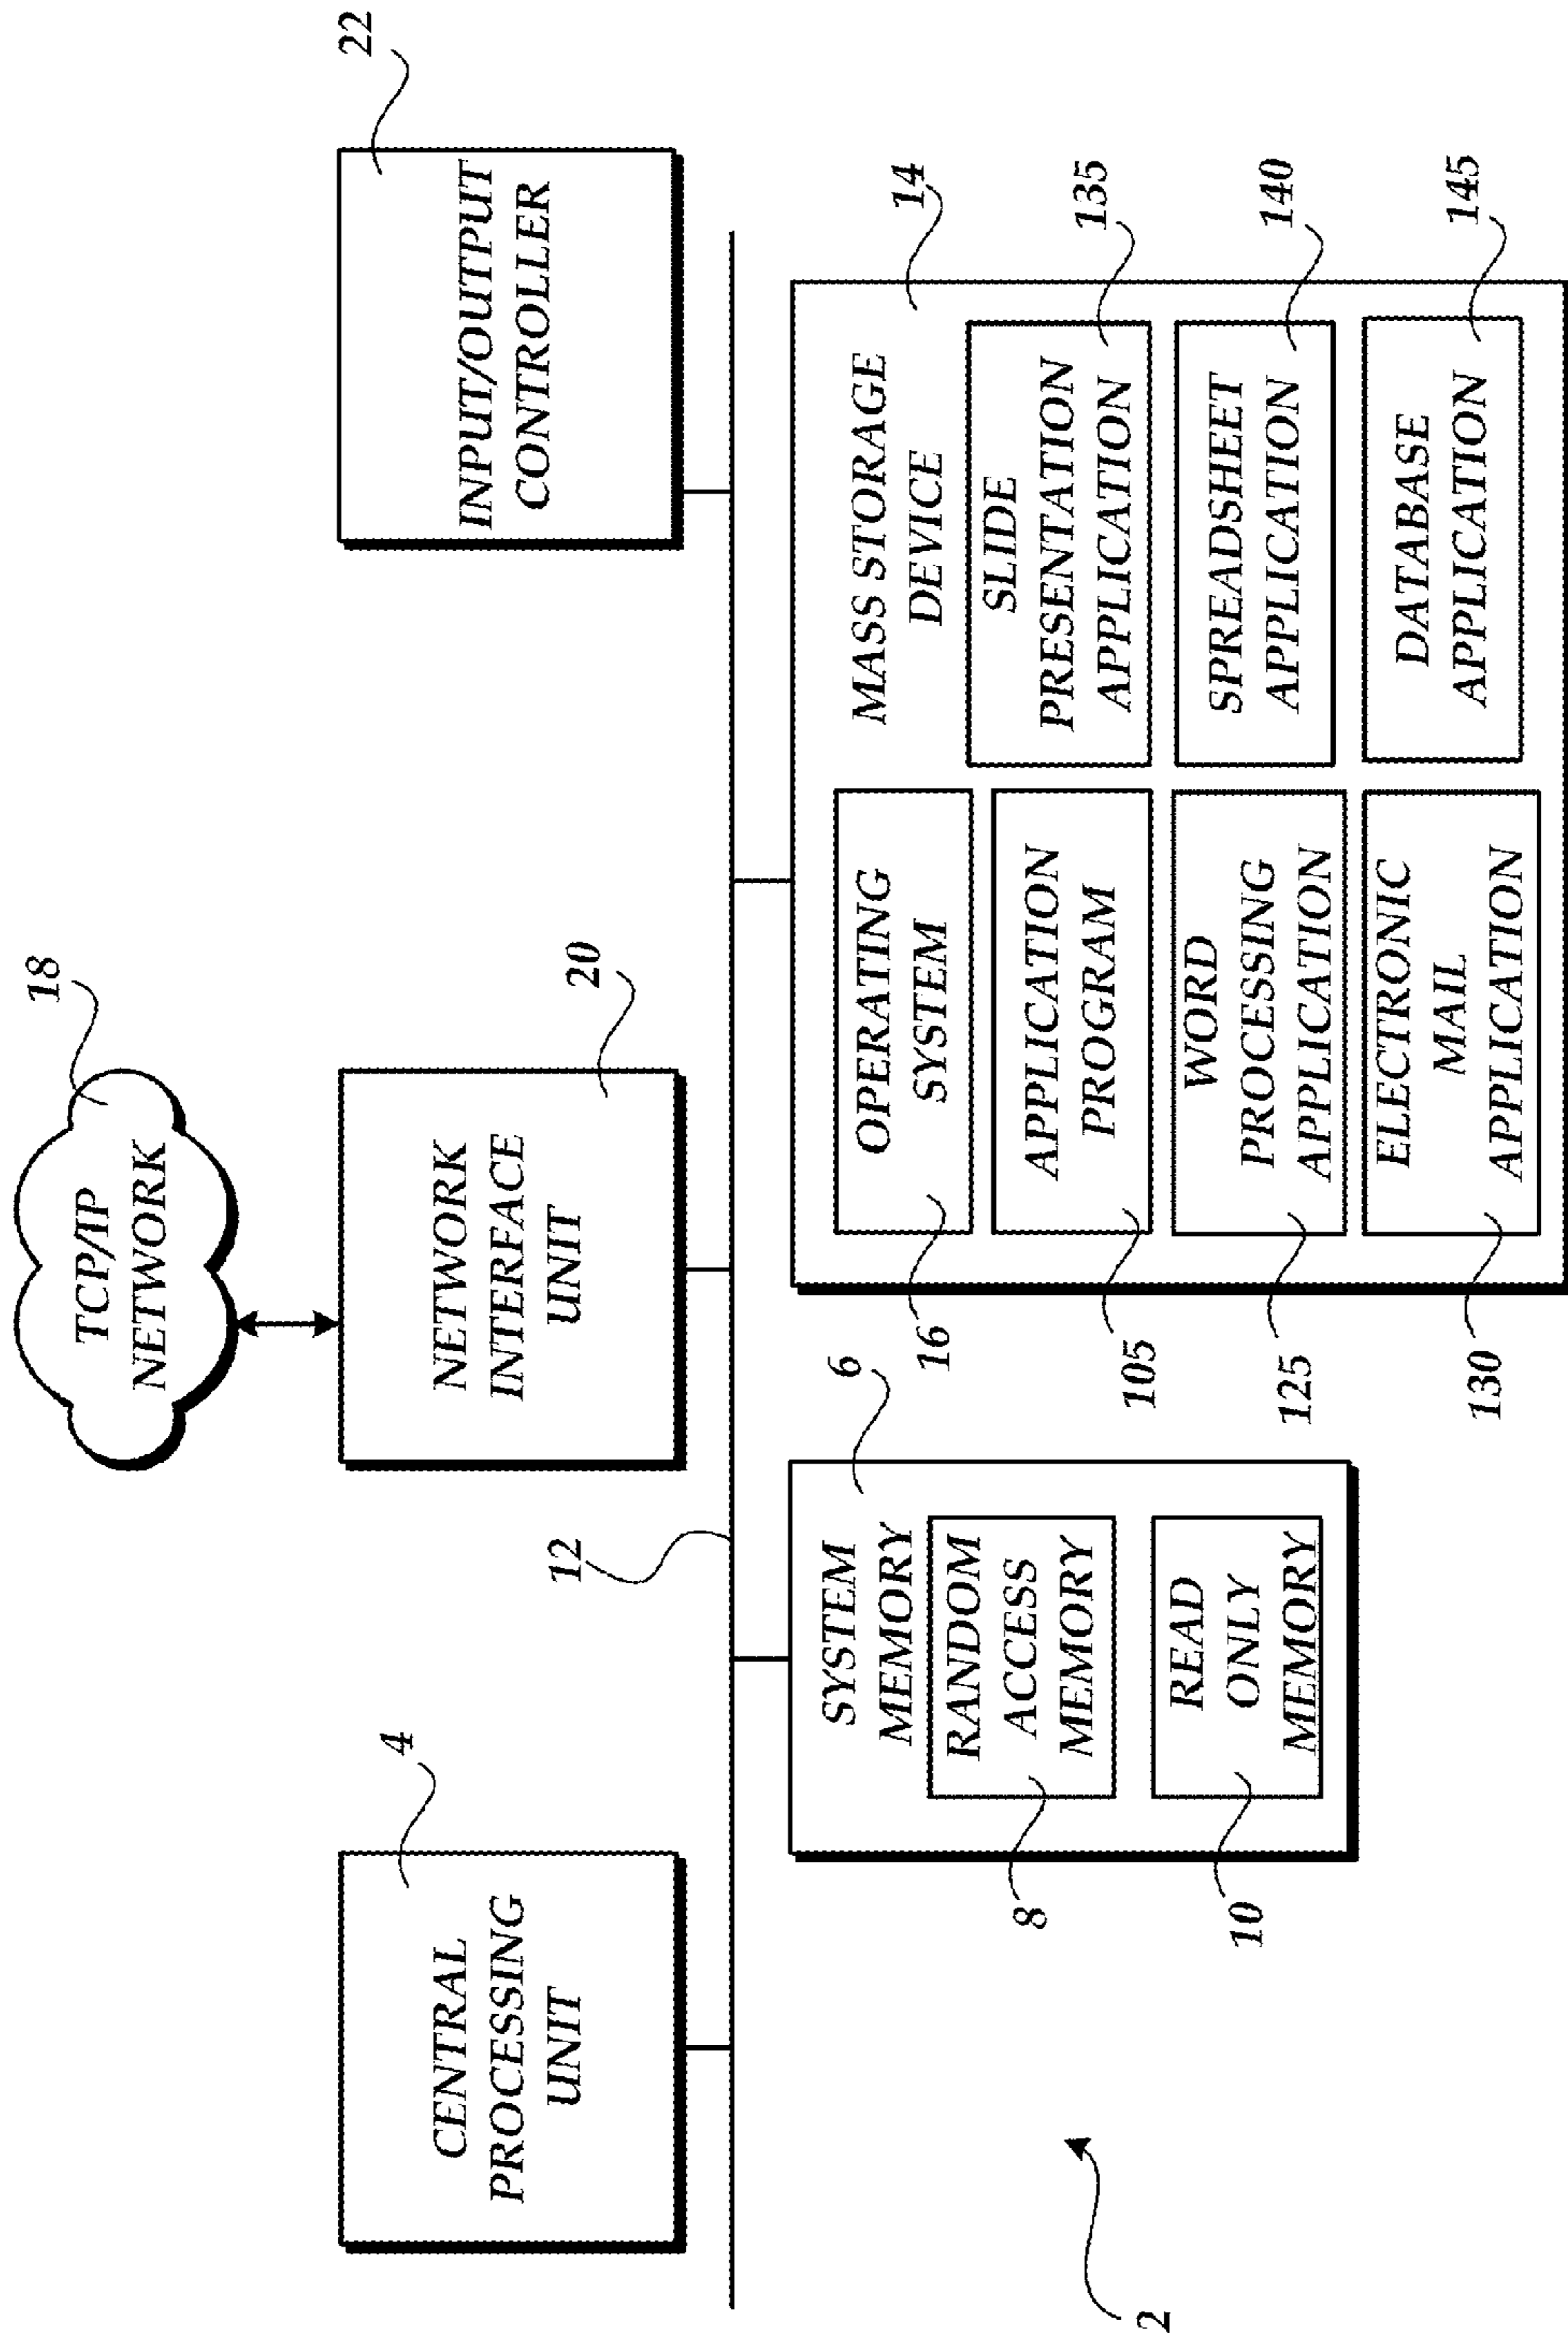 18
TCP/IP
NETWORK
4
CENTRAL
PROCESSING
UNIT
20
NETWORK
INTERFACE
UNIT
22
INPUT/OUTPUT
CONTROLLER
12
6
SYSTEM
MEMORY
RANDOM
ACCESS
MEMORY
8
READ
ONLY
MEMORY
10
14
MASS STORAGE
DEVICE
OPERATING
SYSTEM
16
APPLICATION
PROGRAM
105
WORD
PROCESSING
APPLICATION
125
ELECTRONIC
MAIL
APPLICATION
130
SLIDE
PRESENTATION
APPLICATION
135
SPREADSHEET
APPLICATION
140
DATABASE
APPLICATION
145
2